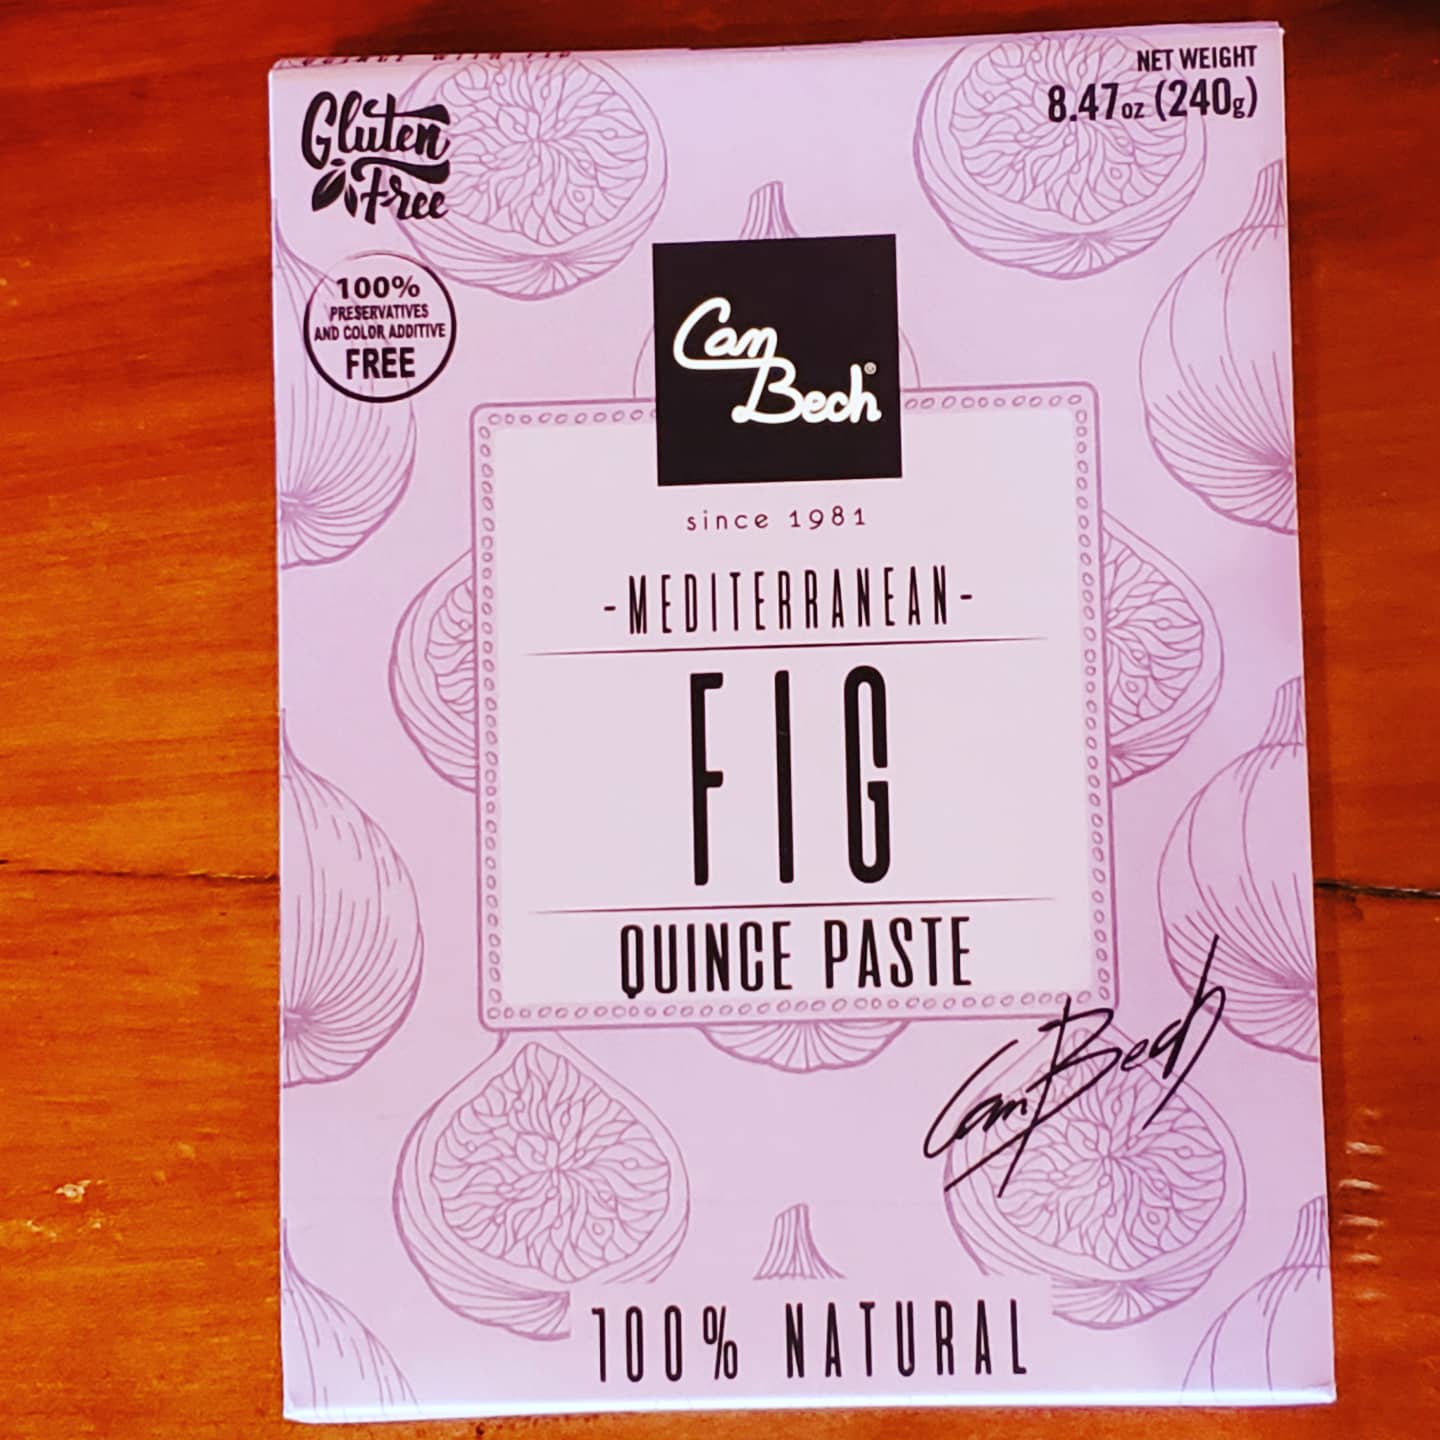 Gluten
Free
NET WEIGHT
8.47oz (240g)
100%
PRESERVATIVES
AND COLOR ADDITIVE
FREE
Can
Bech®
since 1981
-MEDITERRANEAN-
FIG
QUINCE PASTE
Can Bech
100% NATURAL